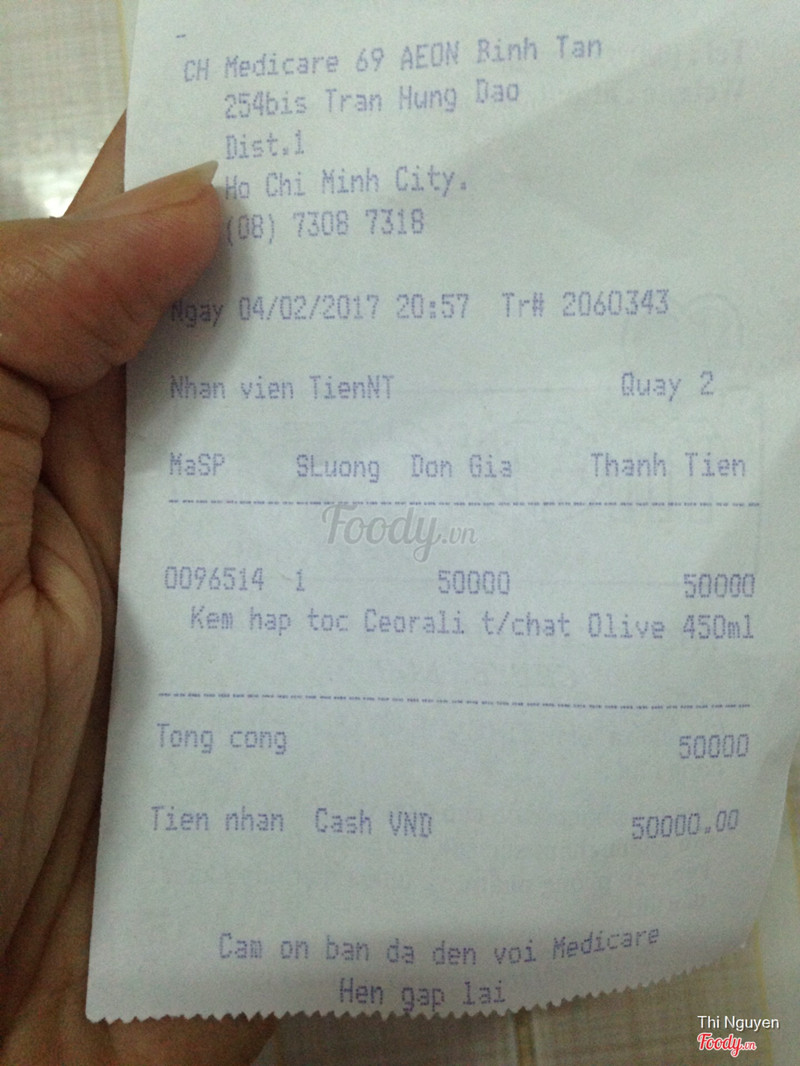 CH Medicare 69 AEON Binh Tan
254bis Tran Hung Dao
Dist.1
Ho Chi Minh City.
(08) 7308 7318
Ngay 04/02/2017 20:57 Tr# 2060343
Nhan vien TienNT Quay 2
MaSP SLuong Don Gia Thanh Tien
Foody.vn
0096514 1 50000 50000
Kem hap toc Ceorali t/chat Olive 450ml
Tong cong 50000
Tien nhan Cash VND 50000.00
Cam on ban da den voi Medicare
Hen gap lai
Thi Nguyen
Foody.vn